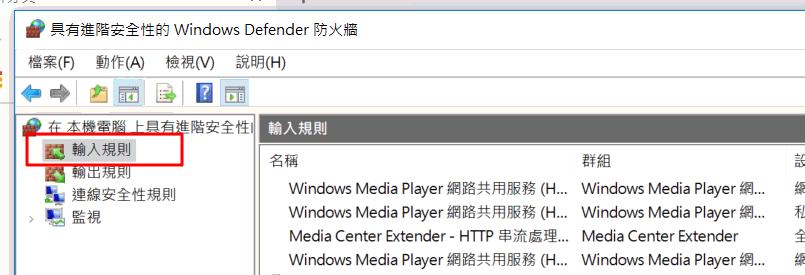 具有進階安全性的 Windows Defender 防火牆
檔案(F) 動作(A) 檢視(V) 說明(H)
在 本機電腦 上具有進階安全性
輸入規則
輸出規則
連線安全性規則
監視
輸入規則
名稱 群組
Windows Media Player 網路共用服務 (H... Windows Media Player 網...
Windows Media Player 網路共用服務 (H... Windows Media Player 網...
Media Center Extender - HTTP 串流處理... Media Center Extender
Windows Media Player 網路共用服務 (H... Windows Media Player 網...